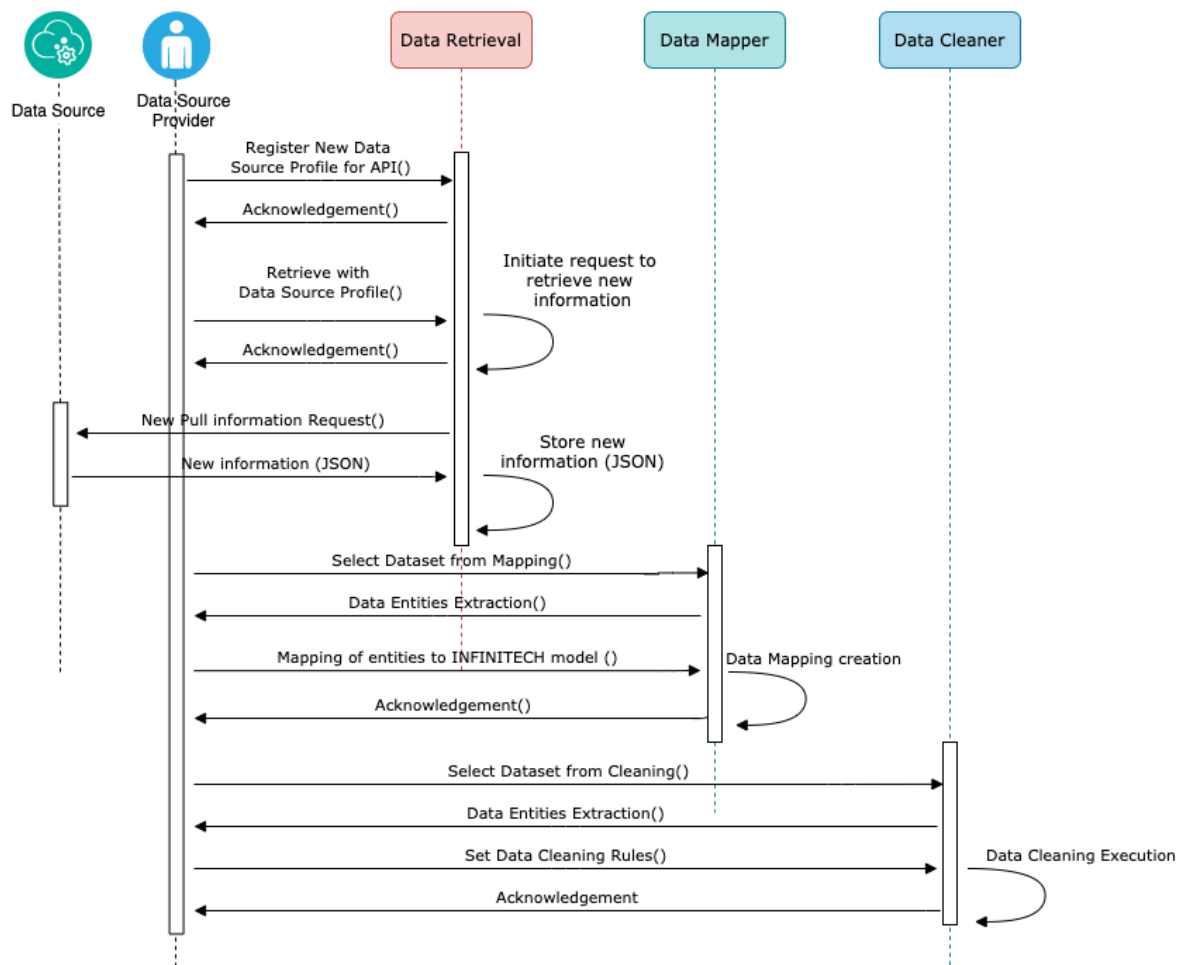 Data Retrieval
Data Mapper
Data Cleaner
Data Source
Data Source
Provider
Register New Data
Source Profile for API()
Acknowledgement()
Initiate request to
retrieve new
information
Retrieve with
Data Source Profile()
Acknowledgement()
New Pull information Request()
Store new
information (JSON)
New information (JSON)
Select Dataset from Mapping()
Data Entities Extraction()
Mapping of entities to INFINITECH model ()
Data Mapping creation
Acknowledgement()
Select Dataset from Cleaning()
Data Entities Extraction()
Set Data Cleaning Rules()
Data Cleaning Execution
Acknowledgement